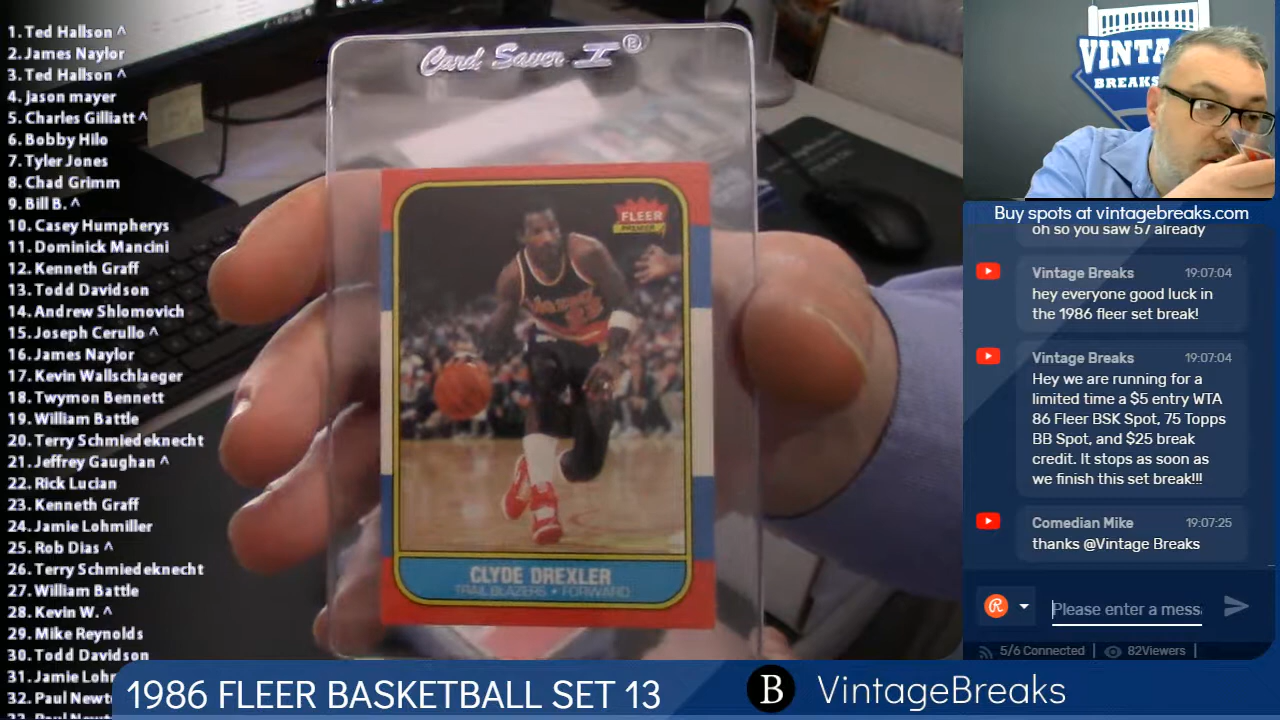 1. Ted Hallson ^
2. James Naylor
3. Ted Hallson ^
4. jason mayer
5. Charles Gilliatt ^
6. Bobby Hilo
7. Tyler Jones
8. Chad Grimm
9. Bill B. ^
10. Casey Humpherys
11. Dominick Mancini
12. Kenneth Graff
13. Todd Davidson
14. Andrew Shlomovich
15. Joseph Cerullo ^
16. James Naylor
17. Kevin Wallschlaeger
18. Twymon Bennett
19. William Battle
20. Terry Schmiedeknecht
21. Jeffrey Gaughan ^
22. Rick Lucian
23. Kenneth Graff
24. Jamie Lohmiller
25. Rob Dias ^
26. Terry Schmiedeknecht
27. William Battle
28. Kevin W. ^
29. Mike Reynolds
30. Todd Davidson
31. Jamie Lohr
32. Paul Newt
Card Saver I ®
FLEER
PREMIER
CLYDE DREXLER
TRAIL BLAZERS • FORWARD
VINTA
BREAKS
Buy spots at vintagebreaks.com
oh so you saw 57 already
Vintage Breaks 19:07:04
hey everyone good luck in
the 1986 fleer set break!
Vintage Breaks 19:07:04
Hey we are running for a
limited time a $5 entry WTA
86 Fleer BSK Spot, 75 Topps
BB Spot, and $25 break
credit. It stops as soon as
we finish this set break!!!
Comedian Mike 19:07:25
thanks @Vintage Breaks
Please enter a mess
5/6 Connected | 82Viewers |
1986 FLEER BASKETBALL SET 13
B VintageBreaks